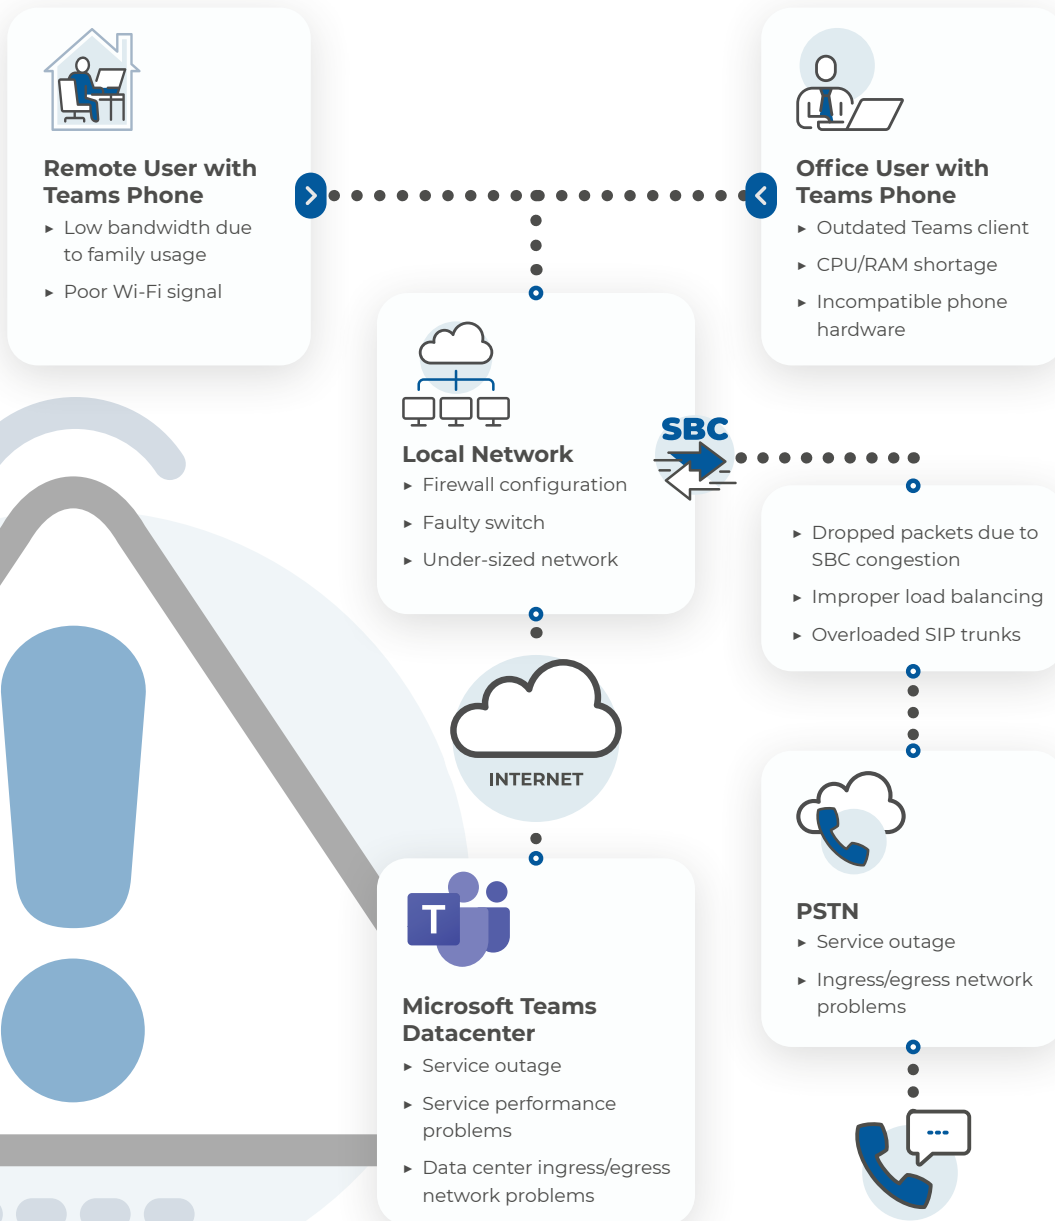 Remote User with
Teams Phone
▸ Low bandwidth due
to family usage
▸ Poor Wi-Fi signal
Office User with
Teams Phone
▸ Outdated Teams client
▸ CPU/RAM shortage
▸ Incompatible phone
hardware
Local Network
▸ Firewall configuration
▸ Faulty switch
▸ Under-sized network
SBC
▸ Dropped packets due to
SBC congestion
▸ Improper load balancing
▸ Overloaded SIP trunks
INTERNET
T
Microsoft Teams
Datacenter
▸ Service outage
▸ Service performance
problems
▸ Data center ingress/egress
network problems
PSTN
▸ Service outage
▸ Ingress/egress network
problems